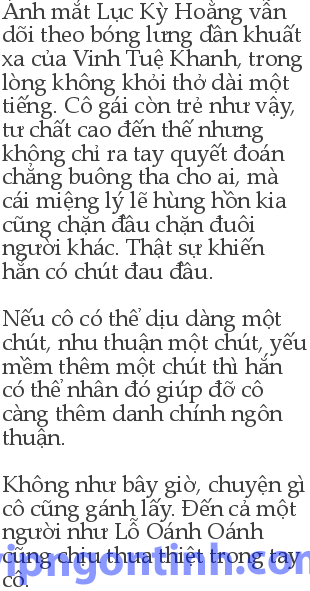 Ánh mắt Lục Kỳ Hoằng vẫn
dõi theo bóng lưng dần khuất
xa của Vinh Tuệ Khanh, trong
lòng không khỏi thở dài một
tiếng. Cô gái còn trẻ như vậy,
tư chất cao đến thế nhưng
không chỉ ra tay quyết đoán
chẳng buông tha cho ai, mà
cái miệng lý lẽ hùng hồn kia
cũng chặn đầu chặn đuôi
người khác. Thật sự khiến
hắn có chút đau đầu.

Nếu cô có thể dịu dàng một
chút, nhu thuận một chút, yếu
mềm thêm một chút thì hắn
có thể nhân đó giúp đỡ cô
càng thêm danh chính ngôn
thuận.

Không như bây giờ, chuyện gì
cô cũng gánh lấy. Đến cả một
người như Lỗ Oánh Oánh
cũng chịu thua thiệt trong tay
cô.
vipngontinh.com